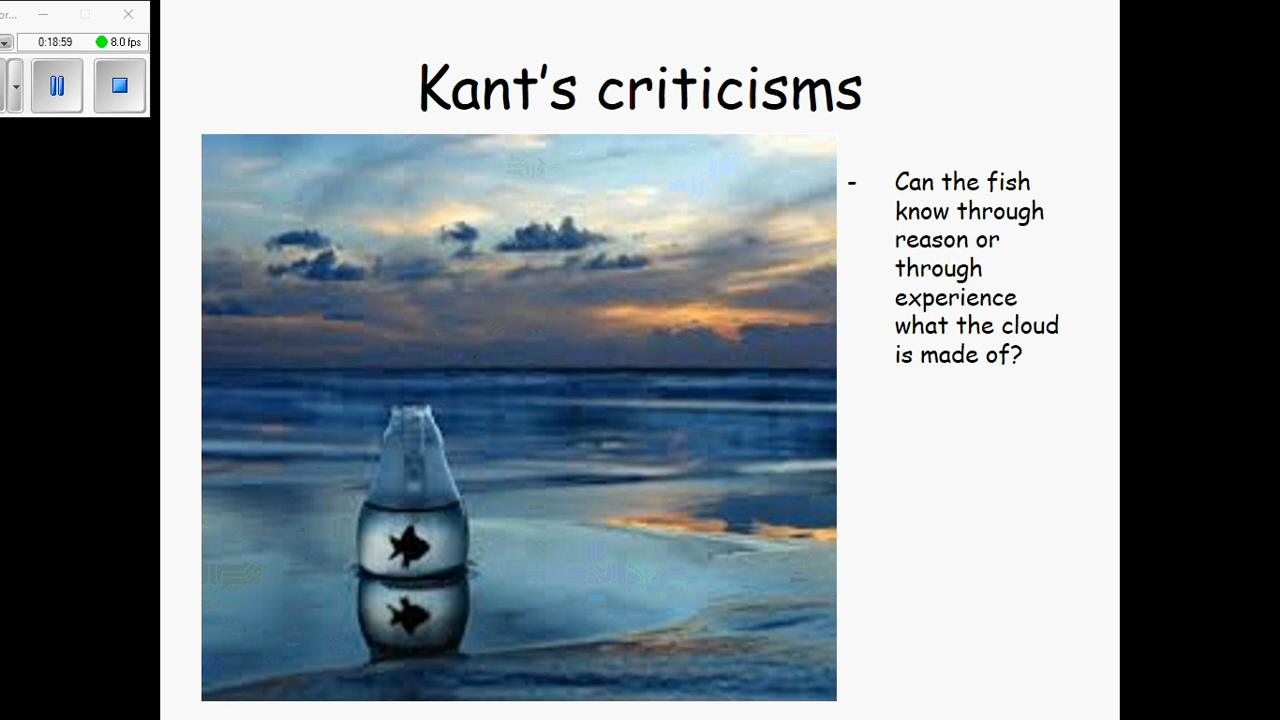 or...
0:18:59
8.0 fps
Kant's criticisms
- Can the fish
know through
reason or
through
experience
what the cloud
is made of?